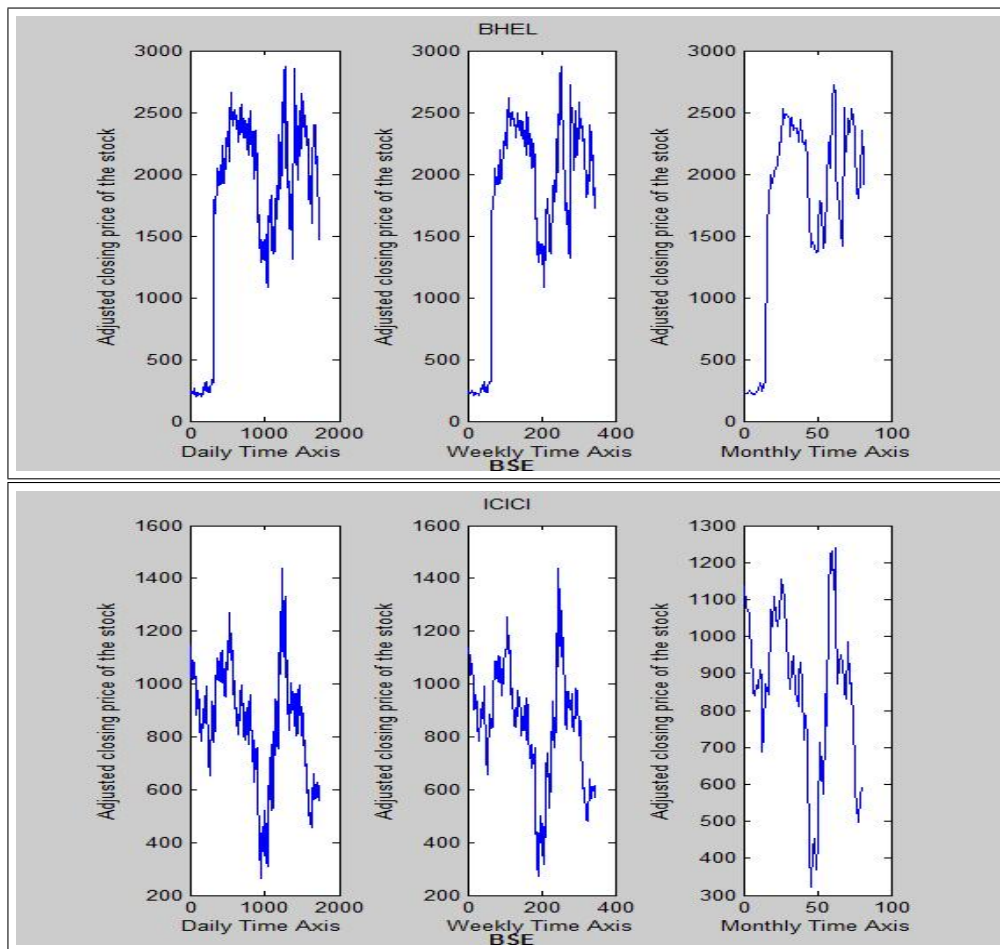 BHEL
Adjusted closing price of the stock
3000
2500
2000
1500
1000
500
0
0 1000 2000
Daily Time Axis
Adjusted closing price of the stock
3000
2500
2000
1500
1000
500
0
0 200 400
Weekly Time Axis
BSE
Adjusted closing price of the stock
3000
2500
2000
1500
1000
500
0
0 50 100
Monthly Time Axis
ICICI
Adjusted closing price of the stock
1600
1400
1200
1000
800
600
400
200
0 1000 2000
Daily Time Axis
Adjusted closing price of the stock
1600
1400
1200
1000
800
600
400
200
0 200 400
Weekly Time Axis
BSE
Adjusted closing price of the stock
1300
1200
1100
1000
900
800
700
600
500
400
300
0 50 100
Monthly Time Axis